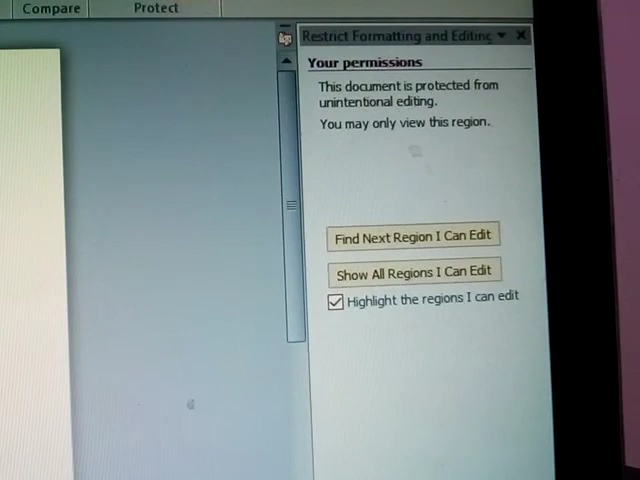 Compare
Protect
Restrict Formatting and Editing
Your permissions
This document is protected from
unintentional editing.
You may only view this region.
Find Next Region I Can Edit
Show All Regions I Can Edit
Highlight the regions I can edit